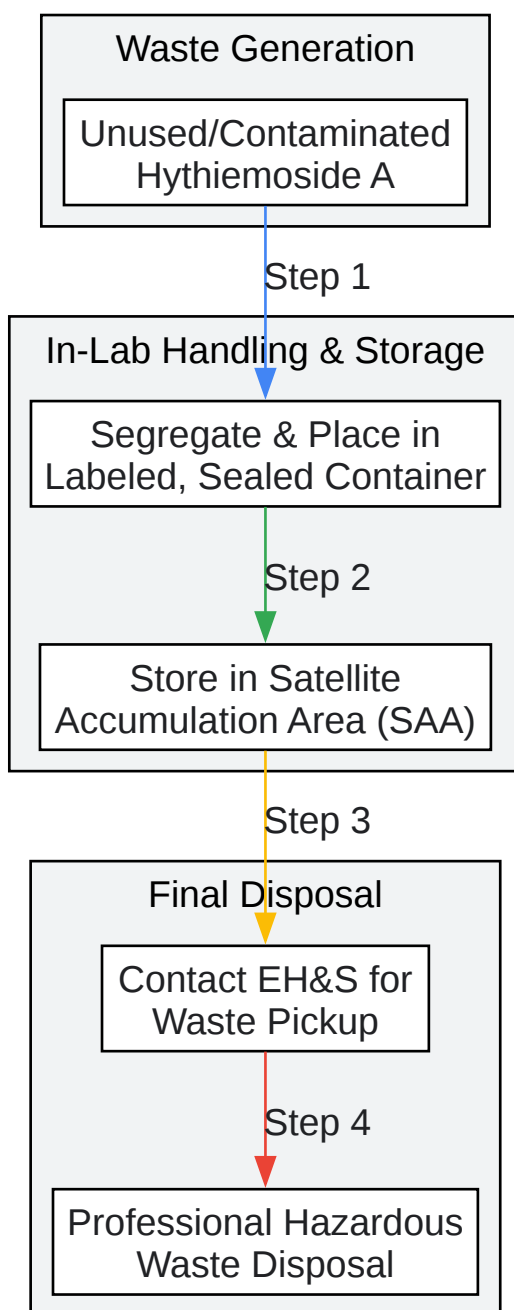 Waste Generation
Unused/Contaminated
Hythiemoside A
Step 1
In-Lab Handling & Storage
Segregate & Place in
Labeled, Sealed Container
Step 2
Store in Satellite
Accumulation Area (SAA)
Step 3
Final Disposal
Contact EH&S for
Waste Pickup
Step 4
Professional Hazardous
Waste Disposal